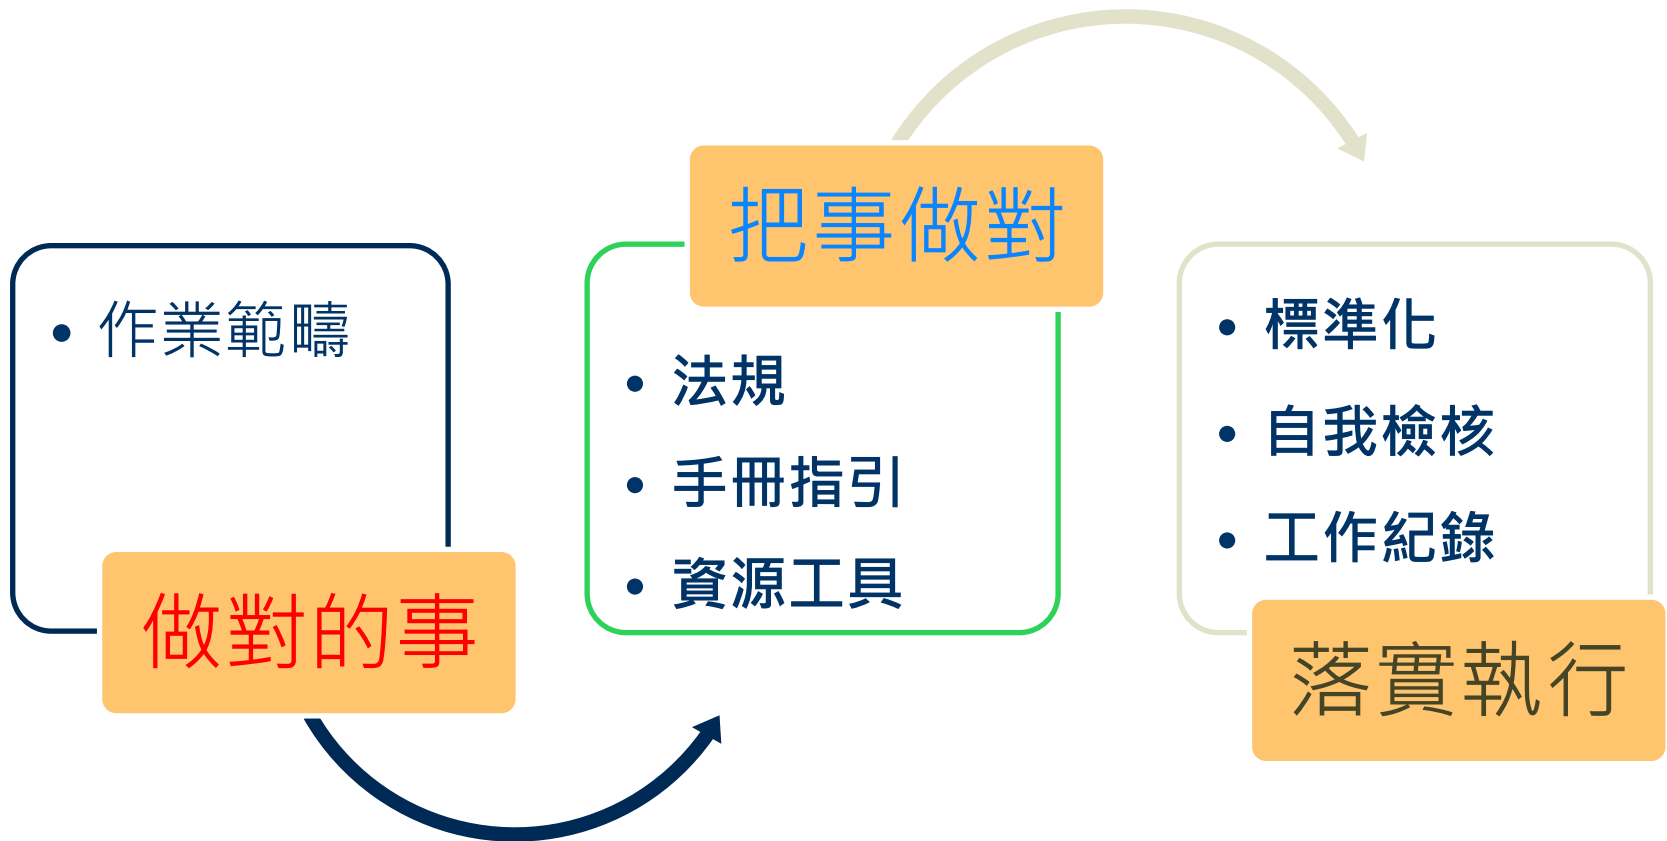 • 作業範疇
做對的事
把事做對
• 法規
• 手冊指引
• 資源工具
• 標準化
• 自我檢核
• 工作紀錄
落實執行